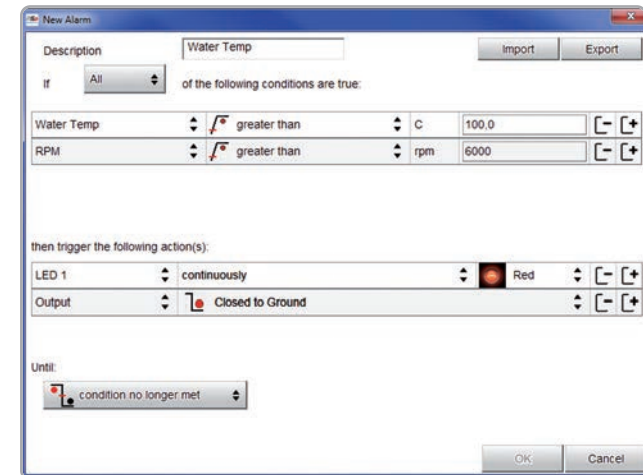 New Alarm
Description Water Temp Import Export
If All of the following conditions are true:
Water Temp greater than C 100,0
RPM greater than rpm 6000
then trigger the following action(s):
LED 1 continuously Red
Output Closed to Ground
Until:
condition no longer met
OK Cancel